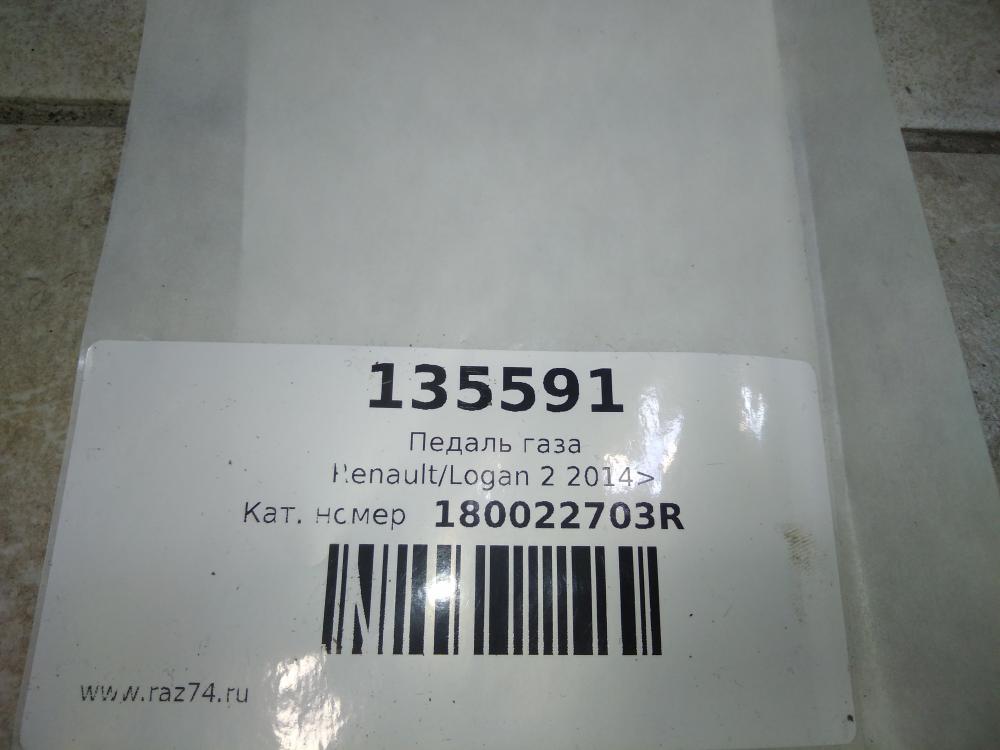 135591
Педаль газа
Renault/Logan 2 2014>
Кат. номер 180022703R
www.raz74.ru